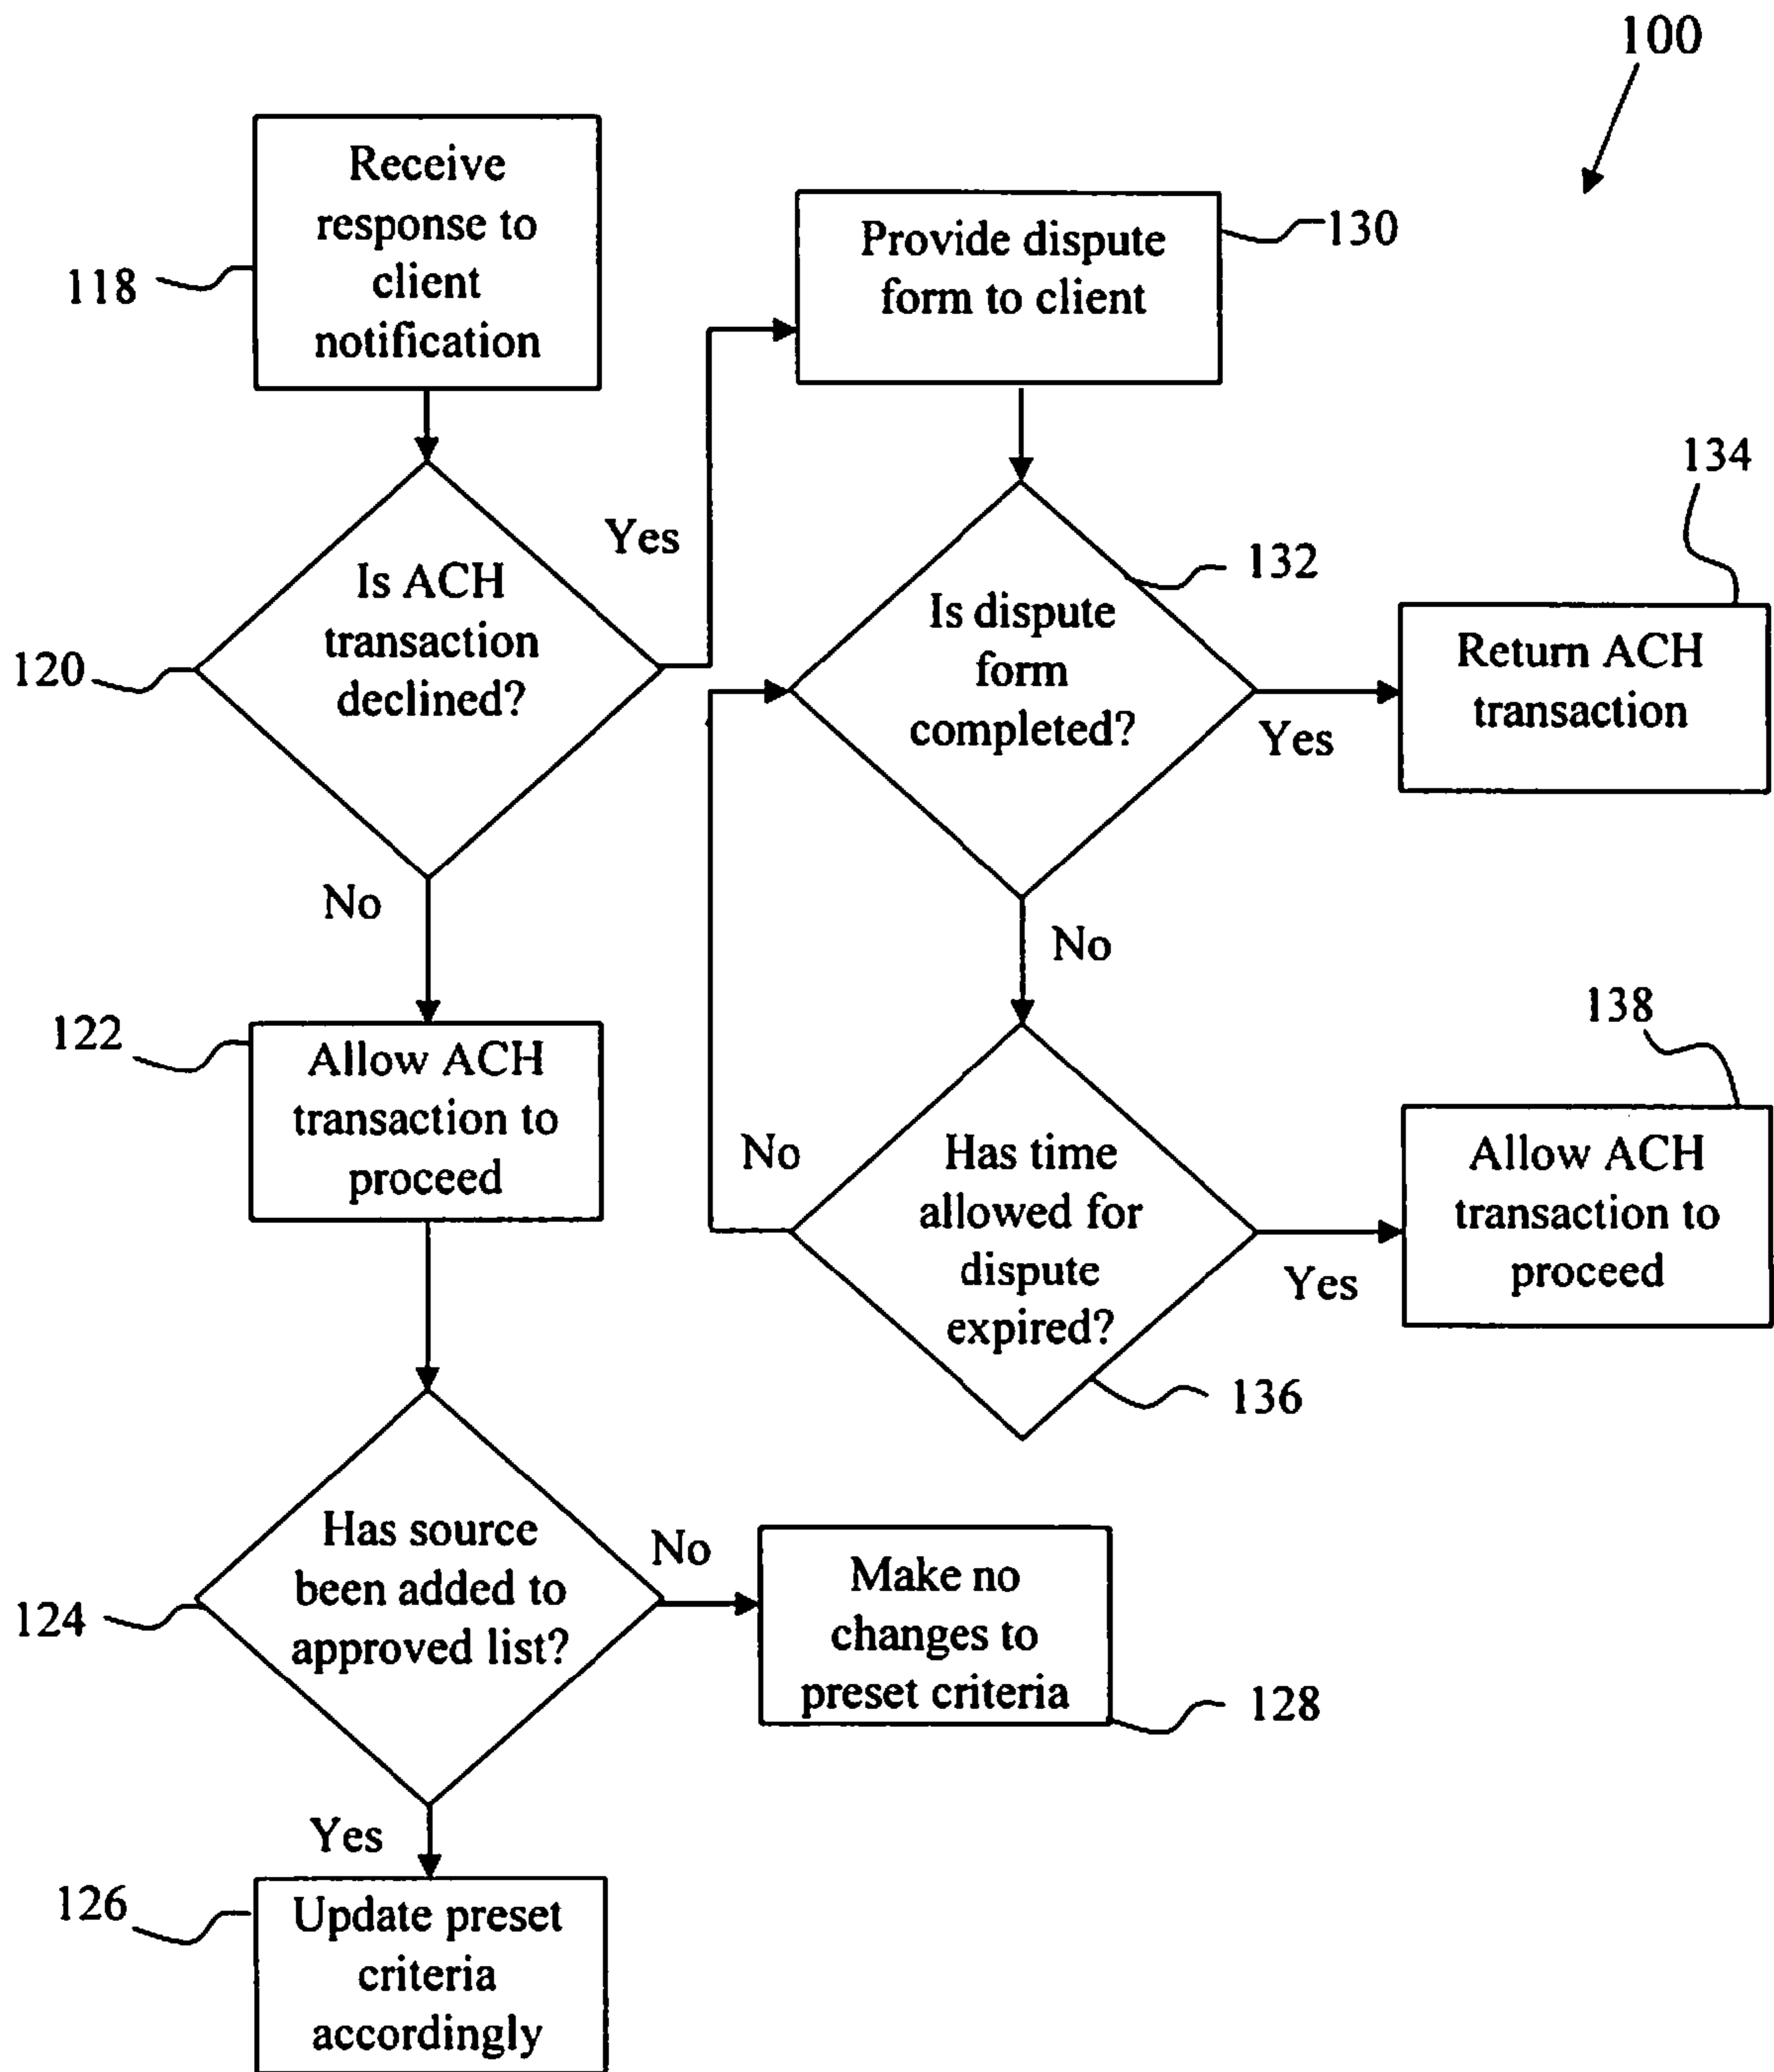 100
Receive
response to
client
notification
118
Provide dispute
form to client
130
Is ACH
transaction
declined?
120
Yes
No
Is dispute
form
completed?
132
Yes
No
Return ACH
transaction
134
Allow ACH
transaction to
proceed
122
Has time
allowed for
dispute
expired?
136
No
Yes
Allow ACH
transaction to
proceed
138
Has source
been added to
approved list?
124
No
Yes
Make no
changes to
preset criteria
128
Update preset
criteria
accordingly
126